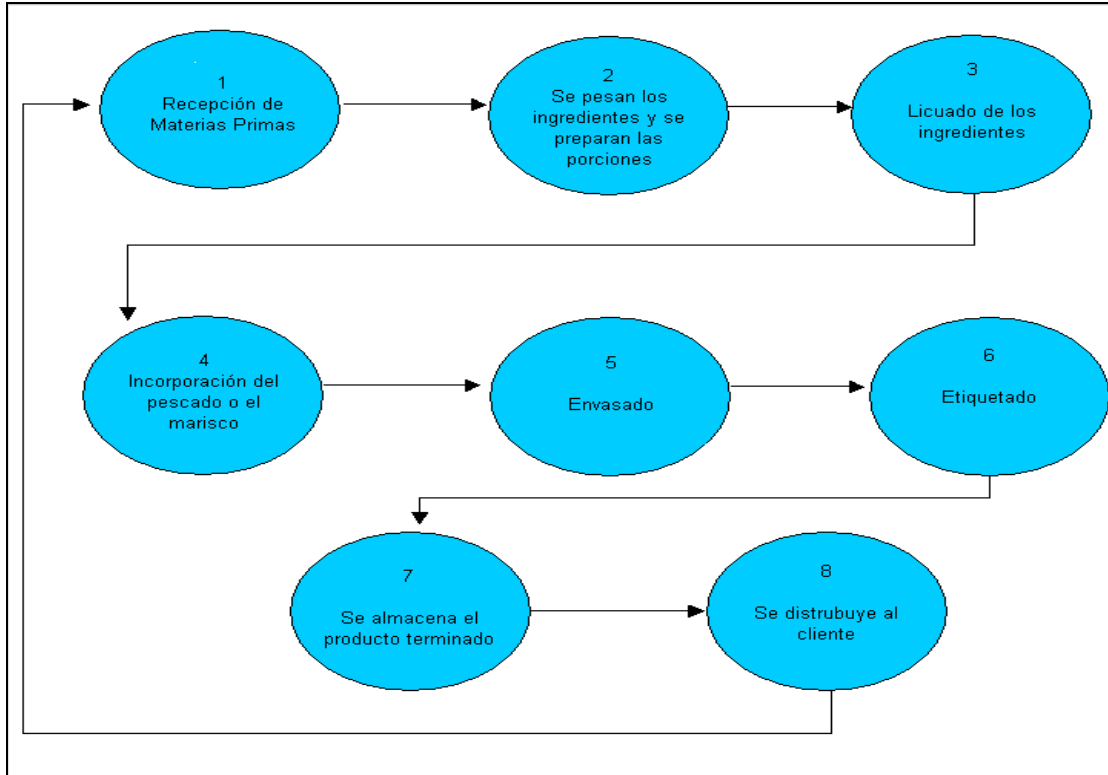 1
Recepción de
Materias Primas
2
Se pesan los
ingredientes y se
preparan las
porciones
3
Licuado de los
ingredientes
4
Incorporación del
pescado o el
marisco
5
Envasado
6
Etiquetado
7
Se almacena el
producto terminado
8
Se distrubuye al
cliente